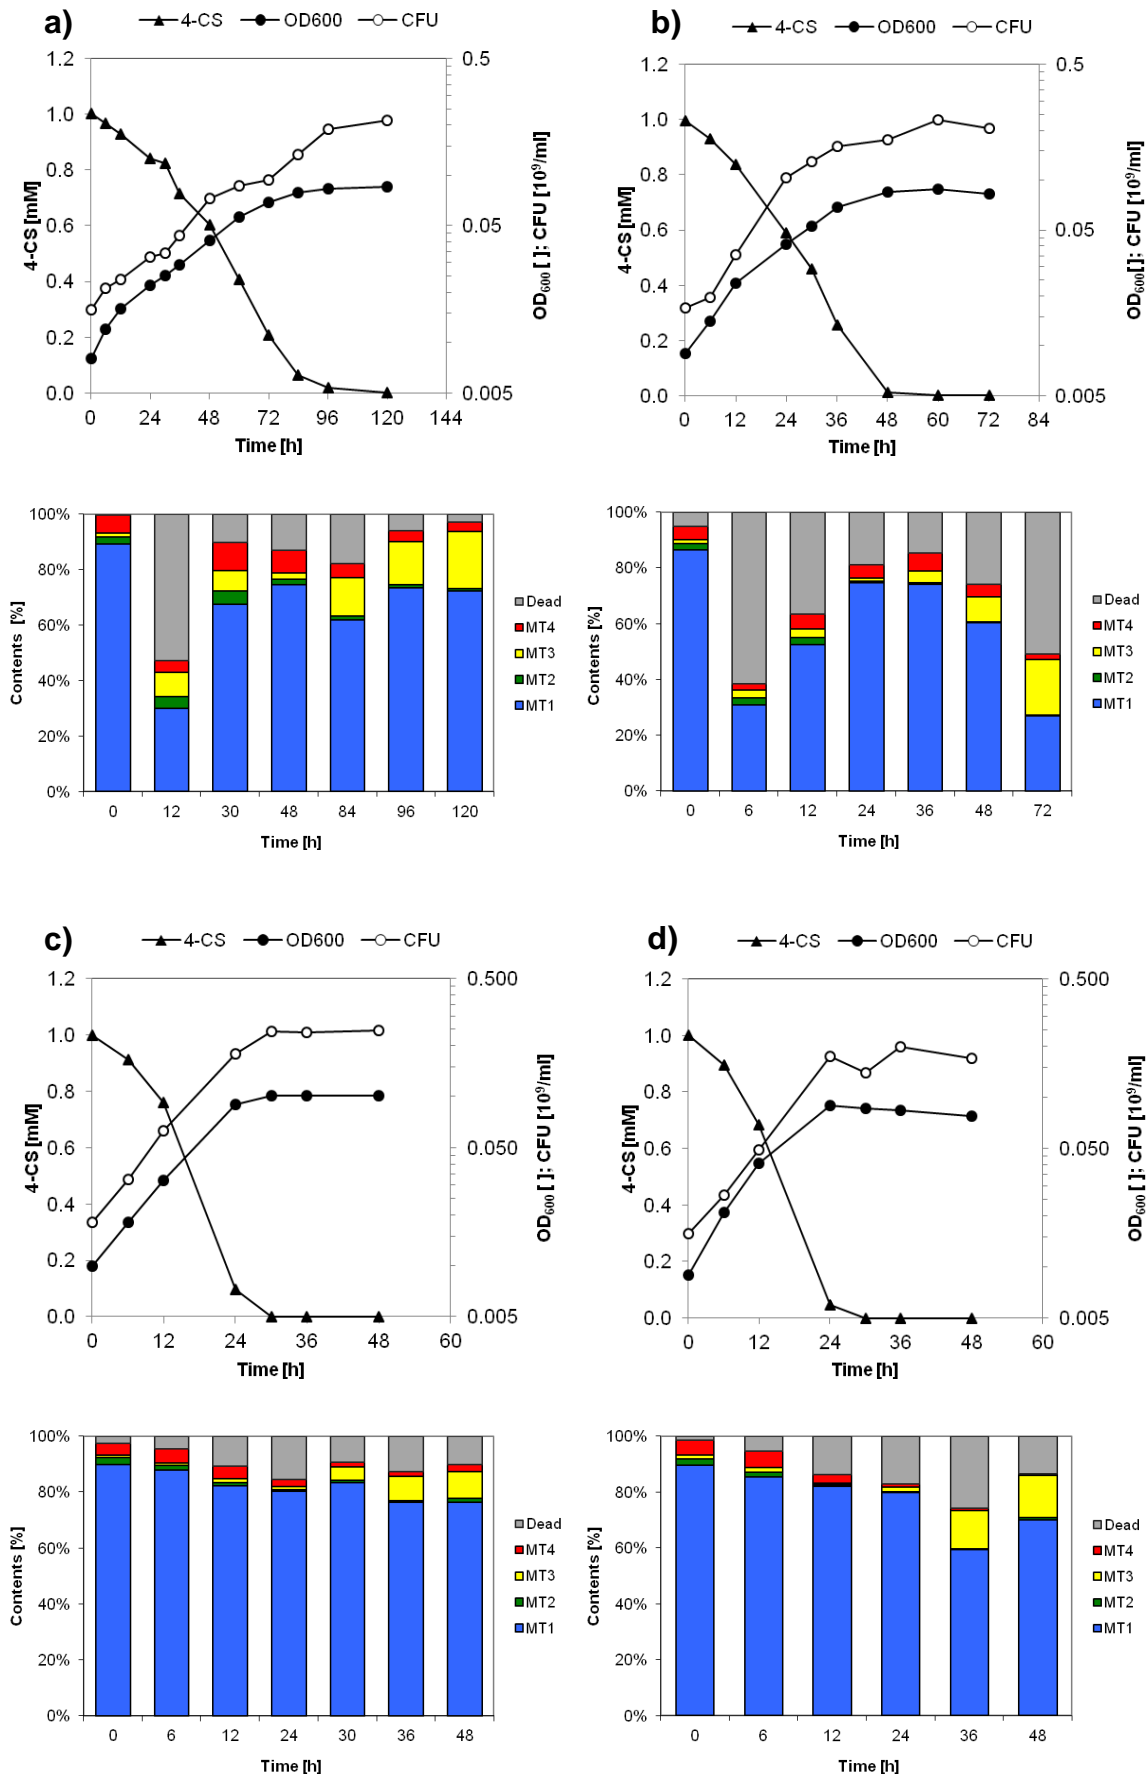 a)
4-CS OD600 CFU
1.2 0.5
1.0
0.8
0.6 0.05
0.4
0.2
0.0 0.005
0 24 48 72 96 120 144
Time [h]
4-CS [mM]
OD600 [ ]; CFU [10⁹/ml]
b)
4-CS OD600 CFU
1.2 0.5
1.0
0.8
0.6 0.05
0.4
0.2
0.0 0.005
0 12 24 36 48 60 72 84
Time [h]
4-CS [mM]
OD600[ ]; CFU [10⁹/ml]
100%
80%
60%
40%
20%
0%
0 12 30 48 84 96 120
Time [h]
Contents [%]
Dead
MT4
MT3
MT2
MT1
100%
80%
60%
40%
20%
0%
0 6 12 24 36 48 72
Time [h]
Contents [%]
Dead
MT4
MT3
MT2
MT1
c)
4-CS OD600 CFU
1.2 0.500
1.0
0.8
0.6 0.050
0.4
0.2
0.0 0.005
0 12 24 36 48 60
Time [h]
4-CS [mM]
OD600 [ ]; CFU [10⁹/ml]
d)
4-CS OD600 CFU
1.2 0.500
1.0
0.8
0.6 0.050
0.4
0.2
0.0 0.005
0 12 24 36 48 60
Time [h]
4-CS [mM]
OD600 [ ]; CFU [10⁹/ml]
100%
80%
60%
40%
20%
0%
0 6 12 24 30 36 48
Time [h]
Contents [%]
Dead
MT4
MT3
MT2
MT1
100%
80%
60%
40%
20%
0%
0 6 12 24 36 48
Time [h]
Contents [%]
Dead
MT4
MT3
MT2
MT1